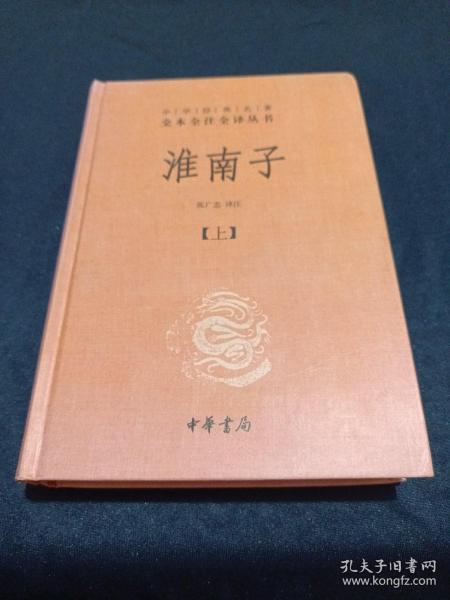 中华经典名著
全本全注全译丛书
淮南子
陈广忠 译注
【上】
中華書局
孔夫子旧书网
www.kongfz.com